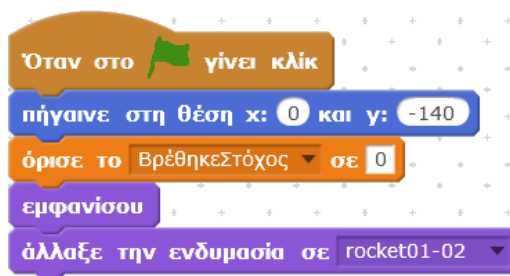 Όταν στο γίνει κλίκ
πήγαινε στη θέση x: 0 και y: -140
όρισε το ΒρέθηκεΣτόχος σε 0
εμφανίσου
άλλαξε την ενδυμασία σε rocket01-02